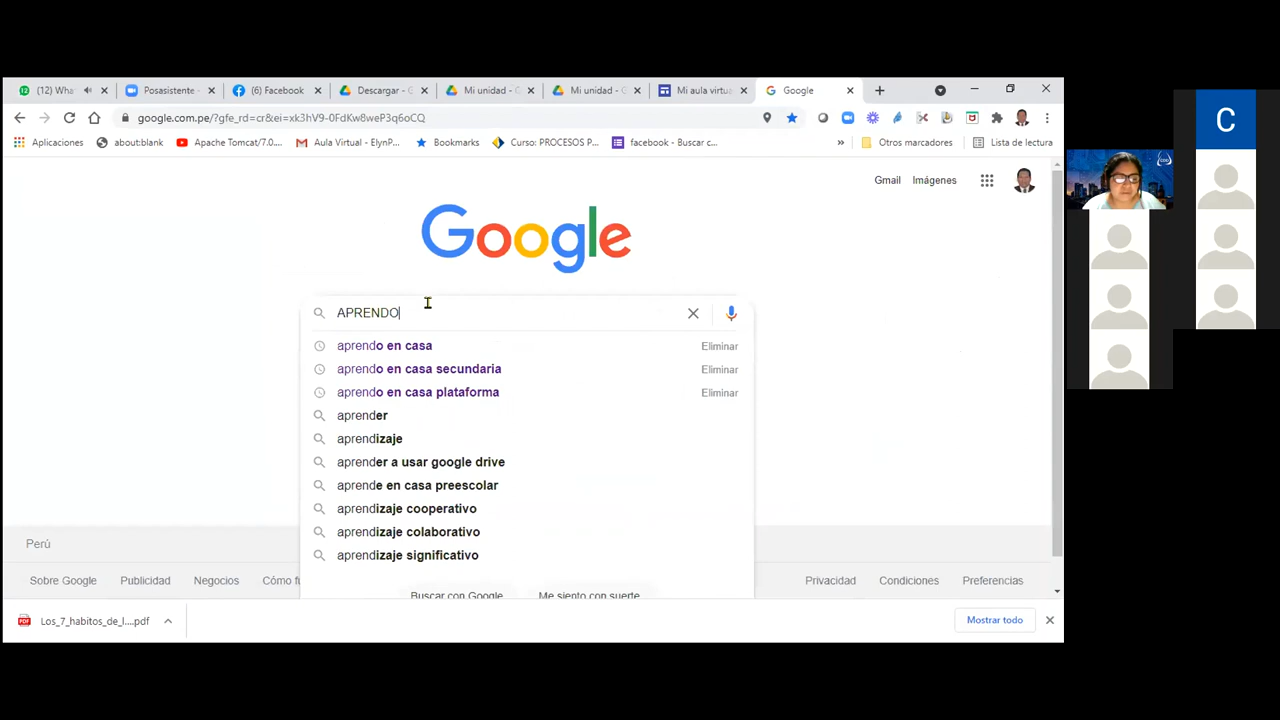 (12) Wha
Posasistente -
(6) Facebook
Descargar - G
Mi unidad - G
Mi unidad - G
Mi aula virtua
Google
google.com.pe/?gfe_rd=cr&ei=xk3hV9-0FdKw8weP3q6oCQ
Aplicaciones
about:blank
Apache Tomcat/7.0....
Aula Virtual - ElynP...
Bookmarks
Curso: PROCESOS P...
facebook - Buscar c...
»
Otros marcadores
Lista de lectura
Gmail
Imágenes
Google
APRENDO
aprendo en casa
Eliminar
aprendo en casa secundaria
Eliminar
aprendo en casa plataforma
Eliminar
aprender
aprendizaje
aprender a usar google drive
aprende en casa preescolar
aprendizaje cooperativo
aprendizaje colaborativo
aprendizaje significativo
Buscar con Google
Me siento con suerte
Perú
Sobre Google
Publicidad
Negocios
Cómo fu
Privacidad
Condiciones
Preferencias
Los_7_habitos_de_l....pdf
Mostrar todo
C